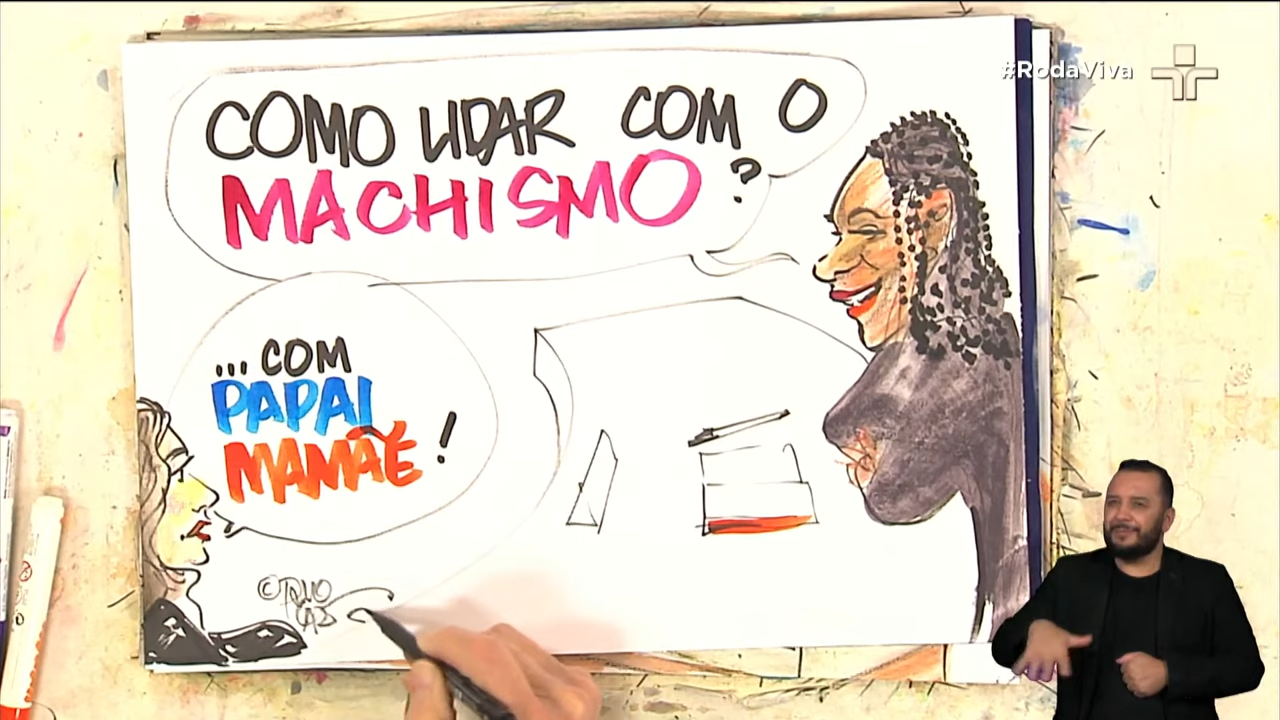 #RodaViva
COMO LIDAR COM O
MACHISMO ?
... COM
PAPAI
MAMÃE !